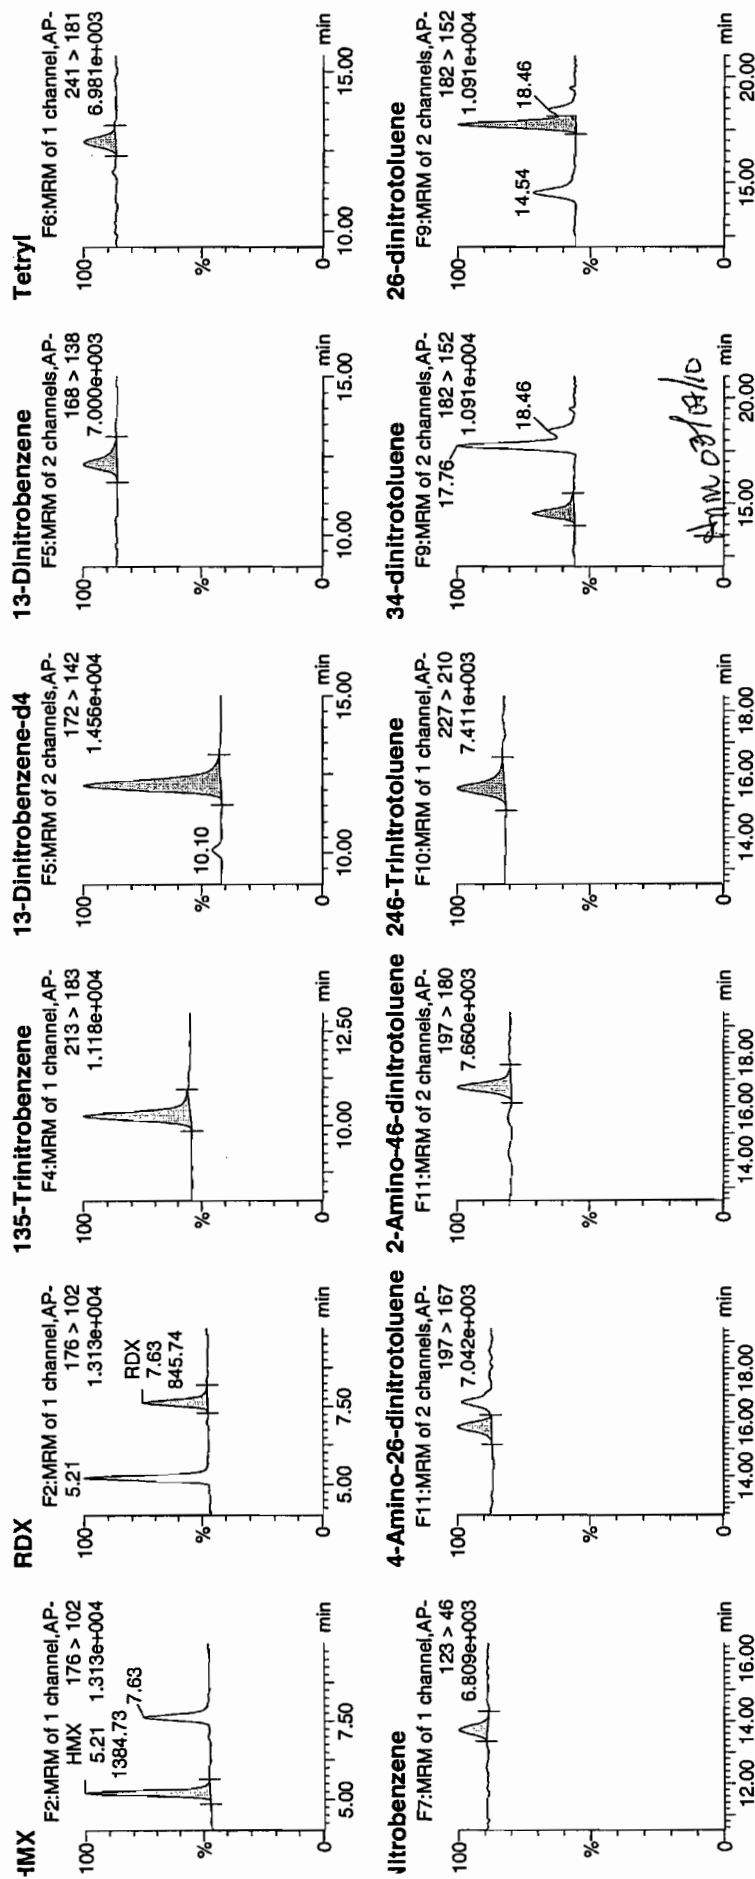 HMX
F2:MRM of 1 channel,AP-
176 > 102
1.313e+004
HMX
5.21
1384.73
7.63
100
%
0
5.00
7.50
min
RDX
F2:MRM of 1 channel,AP-
176 > 102
1.313e+004
5.21
RDX
7.63
845.74
100
%
0
5.00
7.50
min
135-Trinitrobenzene
F4:MRM of 1 channel,AP-
213 > 183
1.118e+004
100
%
0
10.00
12.50
min
13-Dinitrobenzene-d4
F5:MRM of 2 channels,AP-
172 > 142
1.456e+004
10.10
100
%
0
10.00
15.00
min
13-Dinitrobenzene
F5:MRM of 2 channels,AP-
168 > 138
7.000e+003
100
%
0
10.00
15.00
min
Tetryl
F6:MRM of 1 channel,AP-
241 > 181
6.981e+003
100
%
0
10.00
15.00
min
Nitrobenzene
F7:MRM of 1 channel,AP-
123 > 46
6.809e+003
100
%
0
12.00
14.00
16.00
min
4-Amino-26-dinitrotoluene
F11:MRM of 2 channels,AP-
197 > 167
7.042e+003
100
%
0
14.00
16.00
18.00
min
2-Amino-46-dinitrotoluene
F11:MRM of 2 channels,AP-
197 > 180
7.660e+003
100
%
0
14.00
16.00
18.00
min
246-Trinitrotoluene
F10:MRM of 1 channel,AP-
227 > 210
7.411e+003
100
%
0
14.00
16.00
18.00
min
34-dinitrotoluene
F9:MRM of 2 channels,AP-
182 > 152
1.091e+004
17.76
18.46
100
%
0
15.00
20.00
min
26-dinitrotoluene
F9:MRM of 2 channels,AP-
182 > 152
1.091e+004
14.54
18.46
100
%
0
15.00
20.00
min